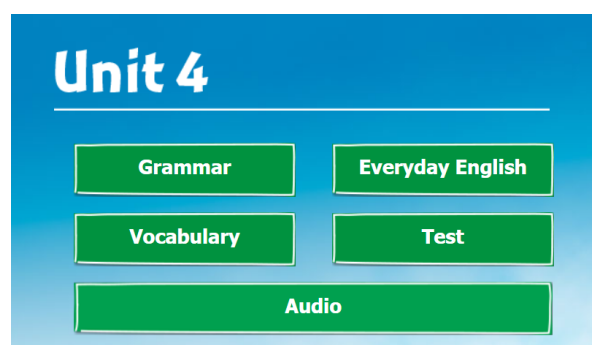 Unit 4
Grammar
Everyday English
Vocabulary
Test
Audio